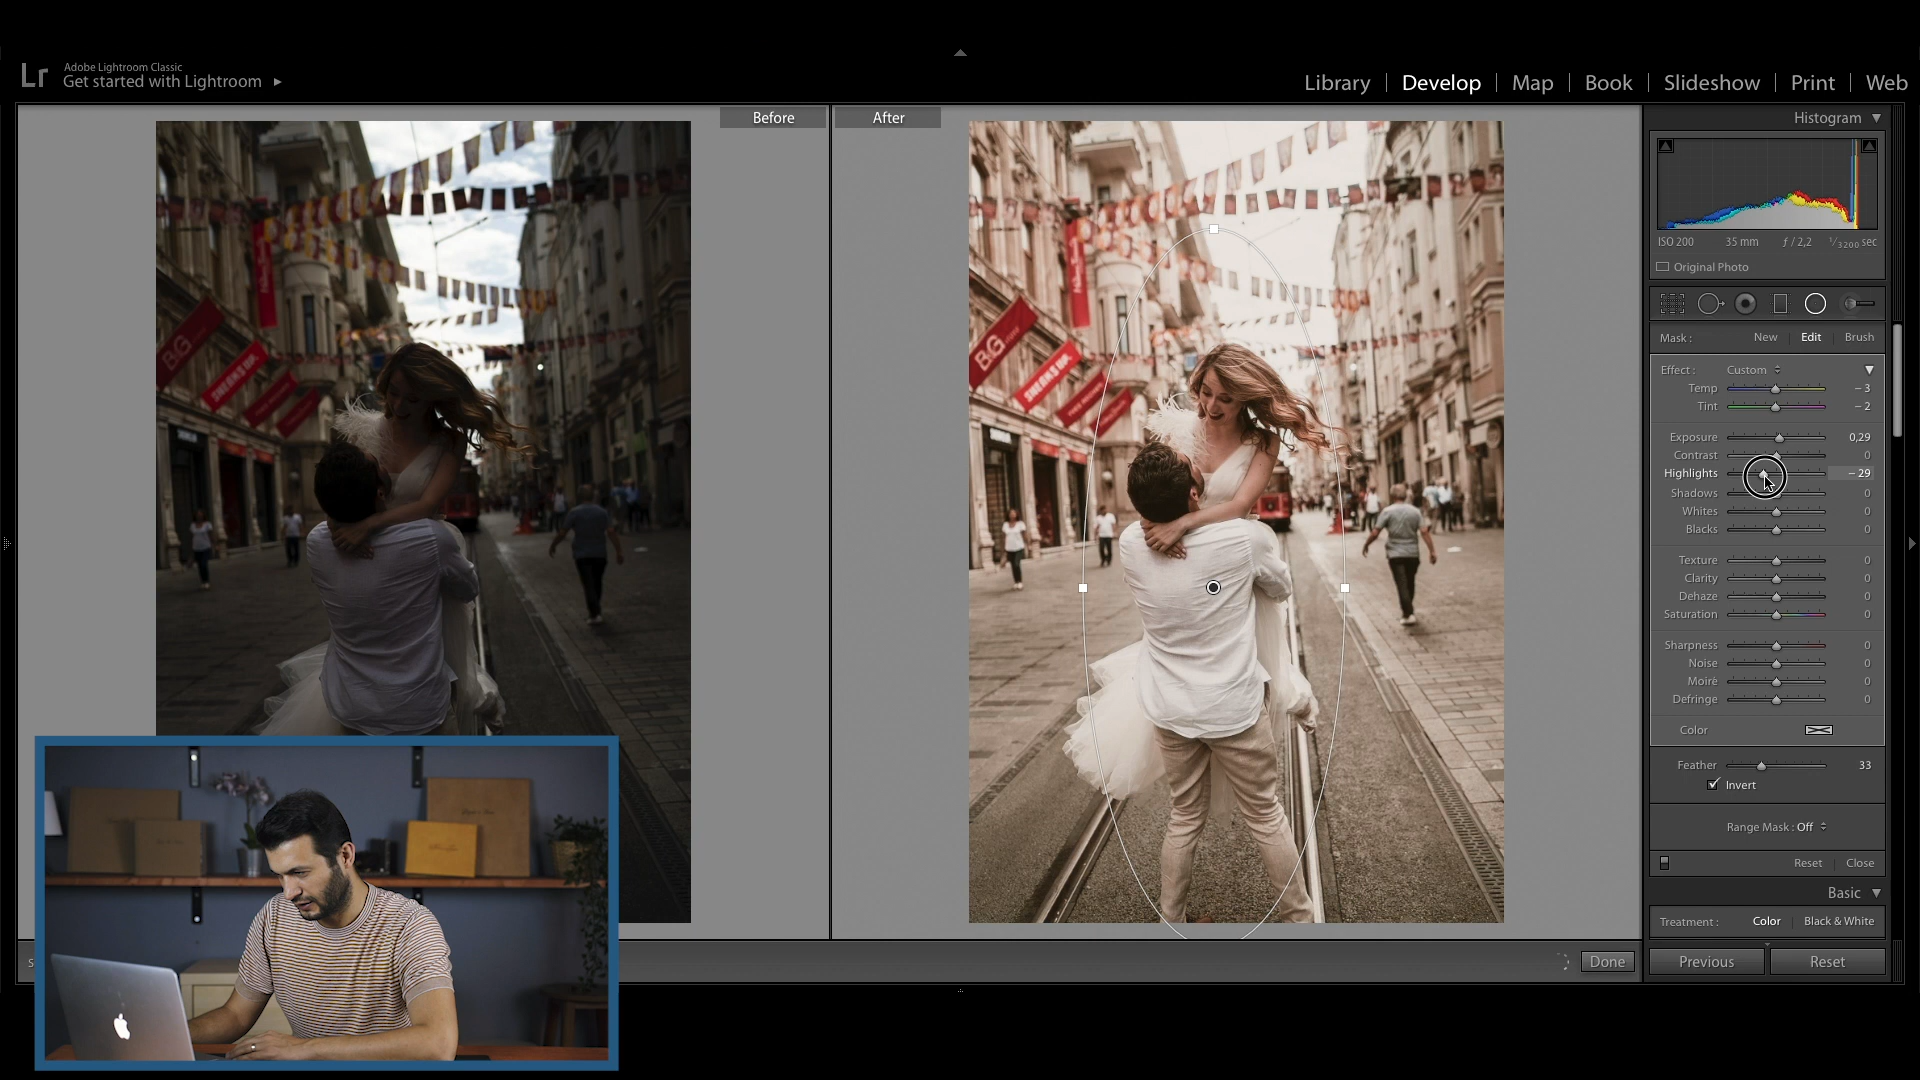 Lr
Adobe Lightroom Classic
Get started with Lightroom
Library | Develop | Map | Book | Slideshow | Print | Web
Before
After
Histogram
ISO 200 35 mm ƒ / 2,2 1/3200 sec
Original Photo
Mask : New Edit Brush
Effect : Custom
Temp – 3
Tint – 2
Exposure 0,29
Contrast 0
Highlights – 29
Shadows 0
Whites 0
Blacks 0
Texture 0
Clarity 0
Dehaze 0
Saturation 0
Sharpness 0
Noise 0
Moiré 0
Defringe 0
Color
Feather 33
Invert
Range Mask : Off
Reset Close
Basic
Treatment : Color Black & White
Done
Previous Reset
B&G